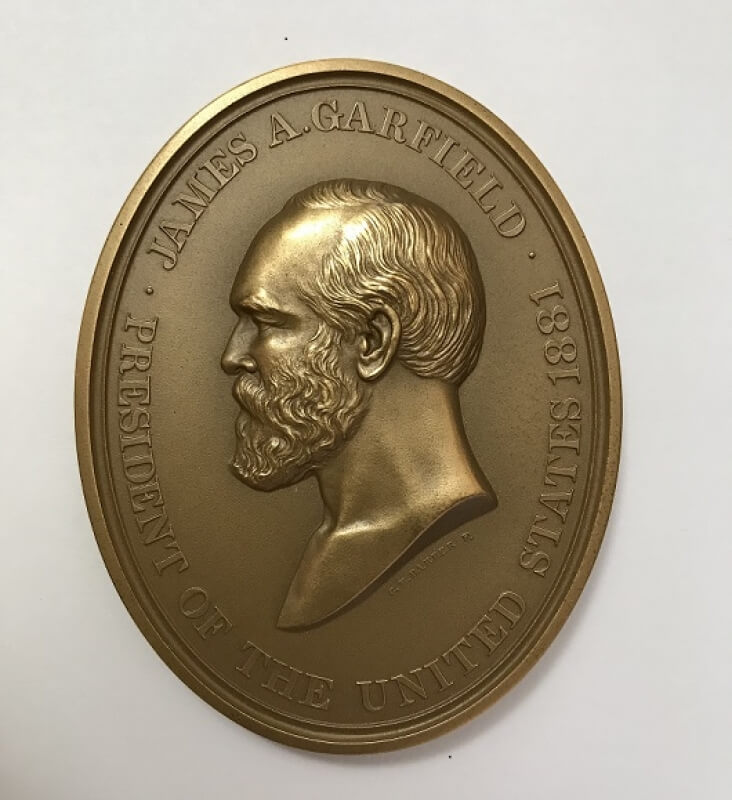 JAMES A. GARFIELD
· PRESIDENT OF THE UNITED STATES 1881 ·